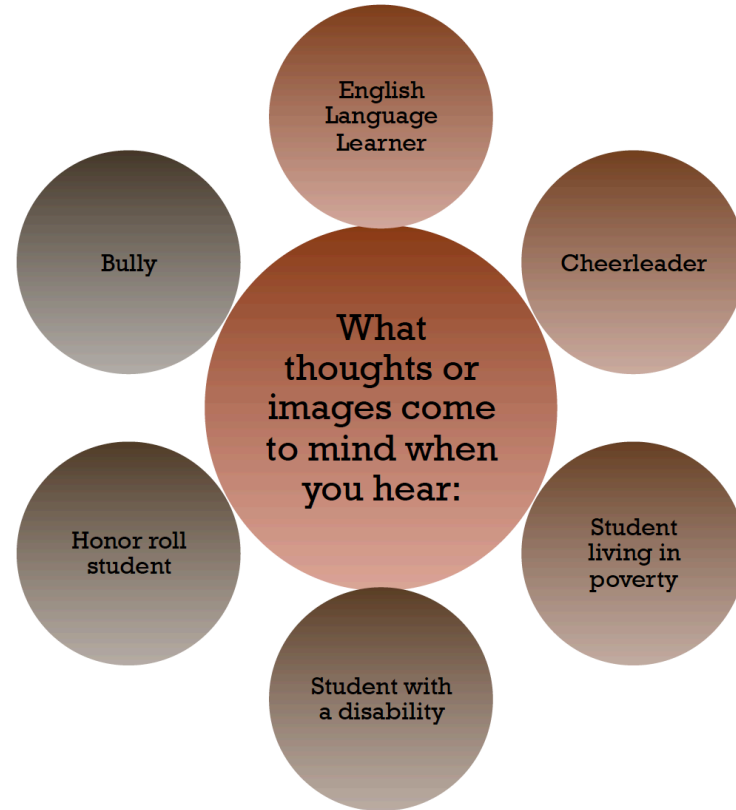 What
thoughts or
images come
to mind when
you hear:
English
Language
Learner
Cheerleader
Student
living in
poverty
Student with
a disability
Honor roll
student
Bully